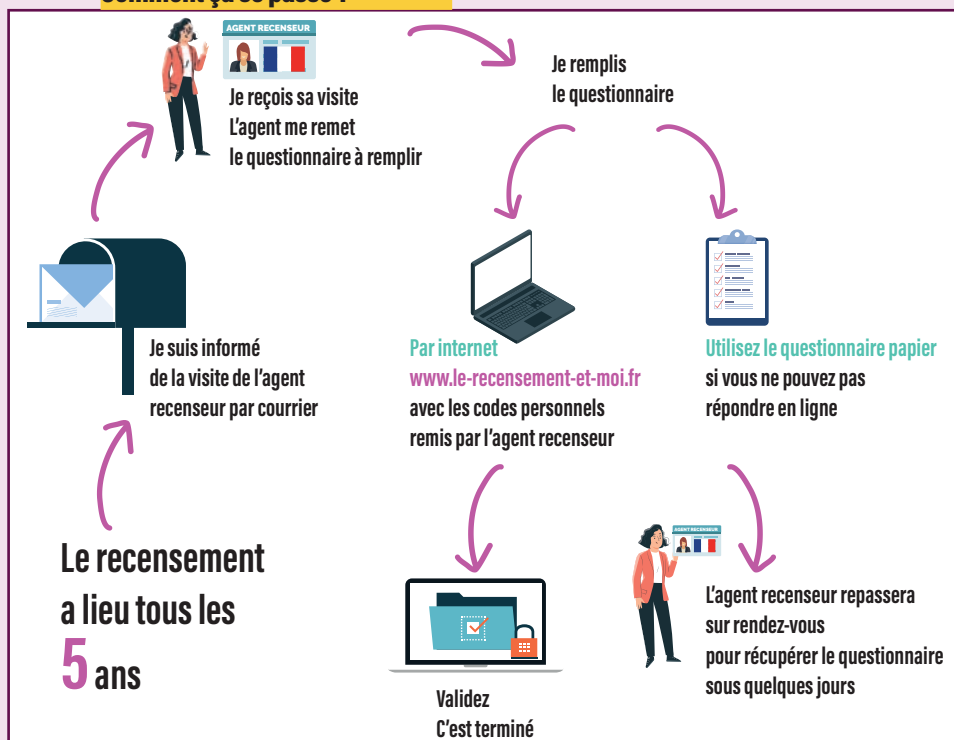 Comment ça se passe ?
AGENT RECENSEUR
Je reçois sa visite
L'agent me remet
le questionnaire à remplir
Je remplis
le questionnaire
Je suis informé
de la visite de l'agent
recenseur par courrier
Par internet
www.le-recensement-et-moi.fr
avec les codes personnels
remis par l'agent recenseur
Utilisez le questionnaire papier
si vous ne pouvez pas
répondre en ligne
Le recensement
a lieu tous les
5 ans
Validez
C'est terminé
AGENT RECENSEUR
L'agent recenseur repassera
sur rendez-vous
pour récupérer le questionnaire
sous quelques jours